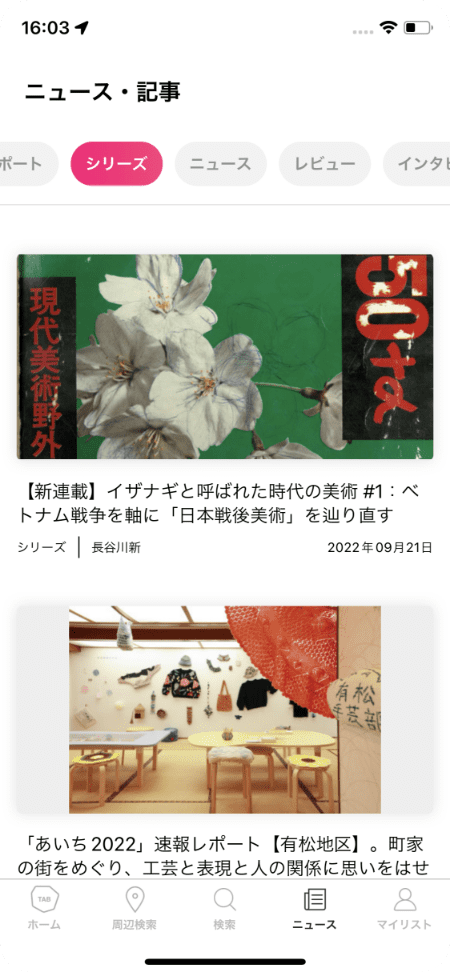 16:03
ニュース・記事
ポート シリーズ ニュース レビュー インタビ
現代美術野外
50+α
【新連載】イザナギと呼ばれた時代の美術 #1：ベ
トナム戦争を軸に「日本戦後美術」を辿り直す
シリーズ 長谷川新 2022年09月21日
有松
手芸部
「あいち2022」速報レポート【有松地区】。町家
の街をめぐり、工芸と表現と人の関係に思いをはせ
TAB
ホーム 周辺検索 検索 ニュース マイリスト